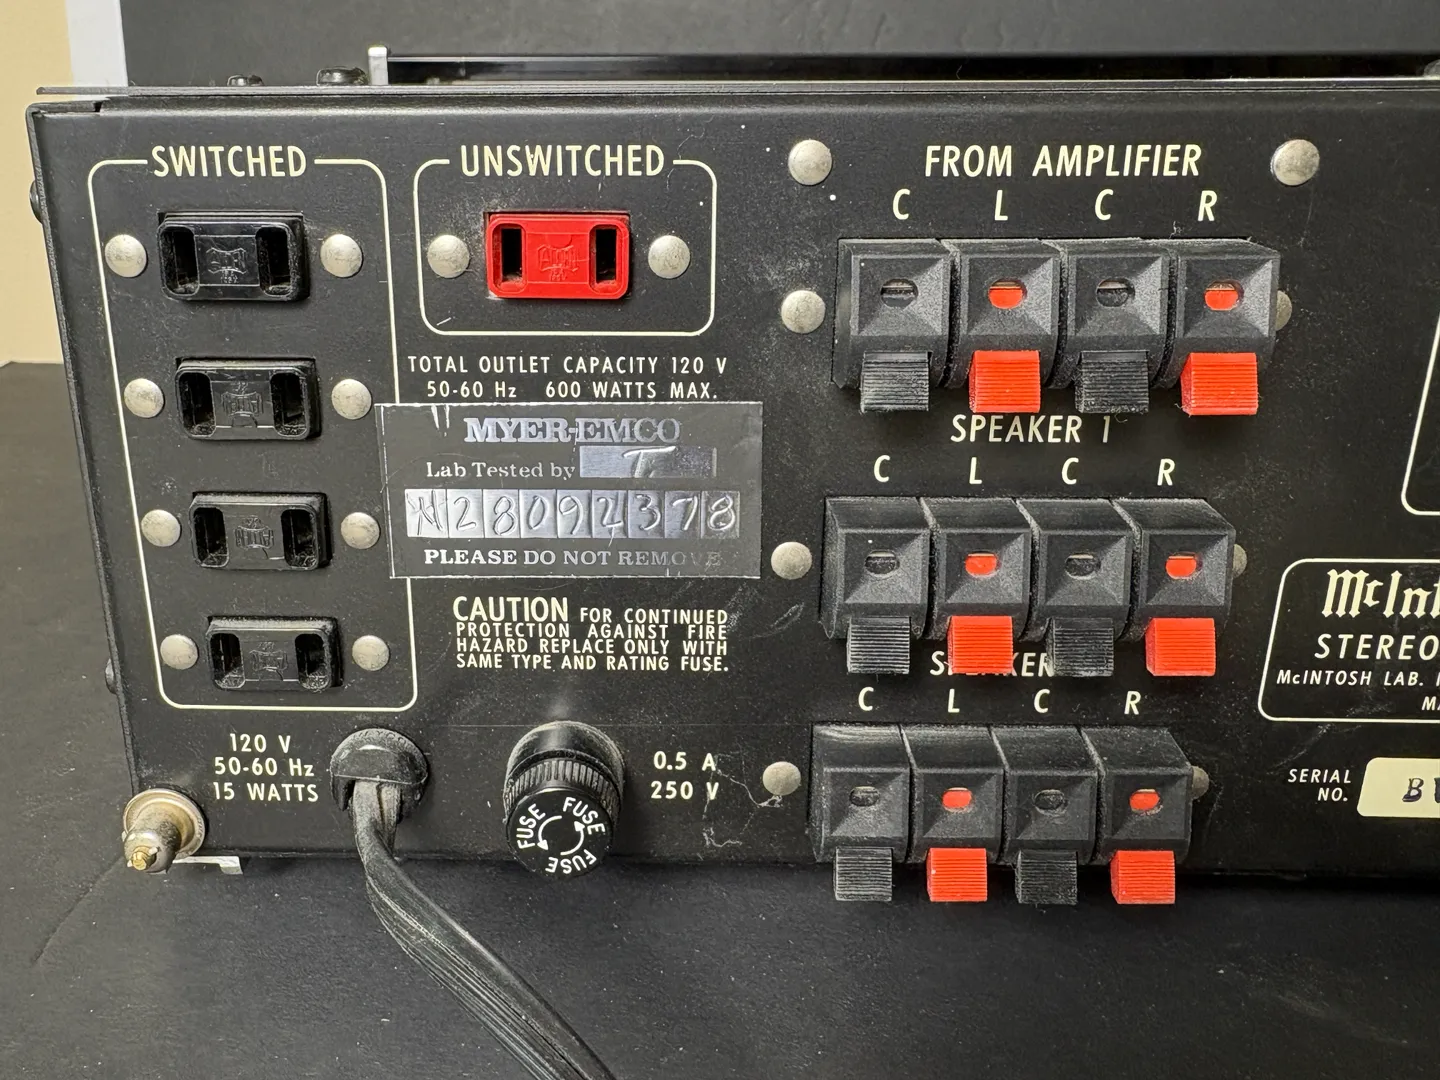 SWITCHED
UNSWITCHED
FROM AMPLIFIER
C L C R
TOTAL OUTLET CAPACITY 120 V
50-60 Hz 600 WATTS MAX.
SPEAKER 1
C L C R
MYER-EMCO
Lab Tested by T
N28092378
PLEASE DO NOT REMOVE
CAUTION FOR CONTINUED
PROTECTION AGAINST FIRE
HAZARD REPLACE ONLY WITH
SAME TYPE AND RATING FUSE.
SPEAKER
C L C R
120 V
50-60 Hz
15 WATTS
FUSE FUSE FUSE
0.5 A
250 V
McInt
STEREO
McINTOSH LAB.
SERIAL
NO.
B